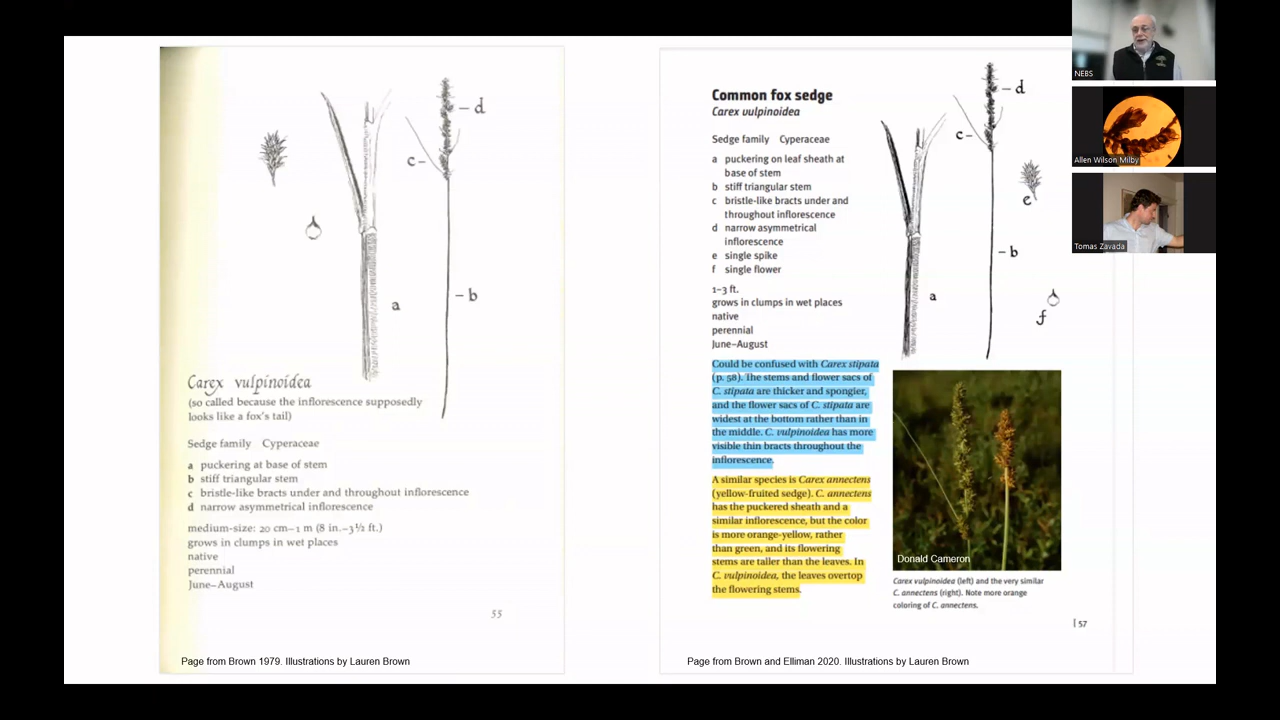 d
c
a
b
Carex vulpinoidea
(so called because the inflorescence supposedly
looks like a fox's tail)
Sedge family Cyperaceae
a puckering at base of stem
b stiff triangular stem
c bristle-like bracts under and throughout inflorescence
d narrow asymmetrical inflorescence
medium-size: 20 cm–1 m (8 in.–3½ ft.)
grows in clumps in wet places
native
perennial
June–August
55
Page from Brown 1979. Illustrations by Lauren Brown
Common fox sedge
Carex vulpinoidea
Sedge family Cyperaceae
a puckering on leaf sheath at
base of stem
b stiff triangular stem
c bristle-like bracts under and
throughout inflorescence
d narrow asymmetrical
inflorescence
e single spike
f single flower
1–3 ft.
grows in clumps in wet places
native
perennial
June–August
Could be confused with Carex stipata
(p. 58). The stems and flower sacs of
C. stipata are thicker and spongier,
and the flower sacs of C. stipata are
widest at the bottom rather than in
the middle. C. vulpinoidea has more
visible thin bracts throughout the
inflorescence.
A similar species is Carex annectens
(yellow-fruited sedge). C. annectens
has the puckered sheath and a
similar inflorescence, but the color
is more orange-yellow, rather
than green, and its flowering
stems are taller than the leaves. In
C. vulpinoidea, the leaves overtop
the flowering stems.
d
c
e
b
a
f
Donald Cameron
Carex vulpinoidea (left) and the very similar
C. annectens (right). Note more orange
coloring of C. annectens.
57
Page from Brown and Elliman 2020. Illustrations by Lauren Brown
NEBS
Allen Wilson Milby
Tomas Zavada